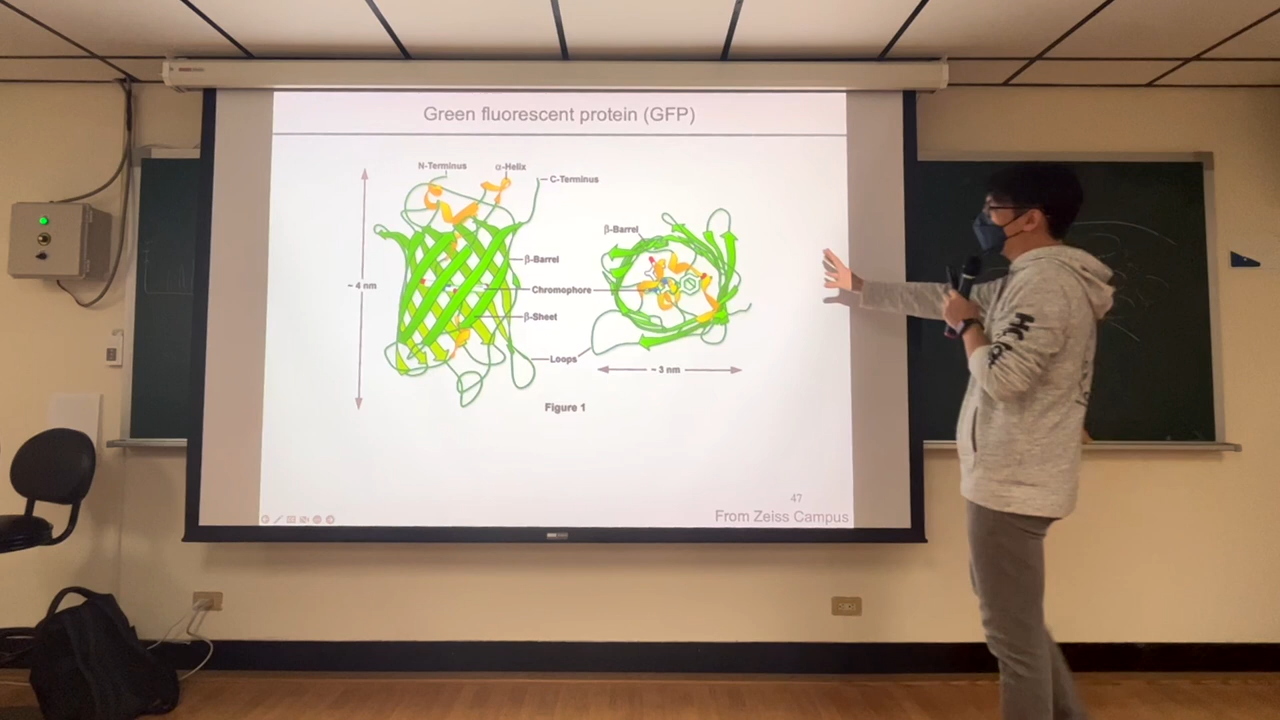 Green fluorescent protein (GFP)
N-Terminus
α-Helix
C-Terminus
β-Barrel
β-Barrel
~ 4 nm
Chromophore
β-Sheet
Loops
~ 3 nm
Figure 1
47
From Zeiss Campus